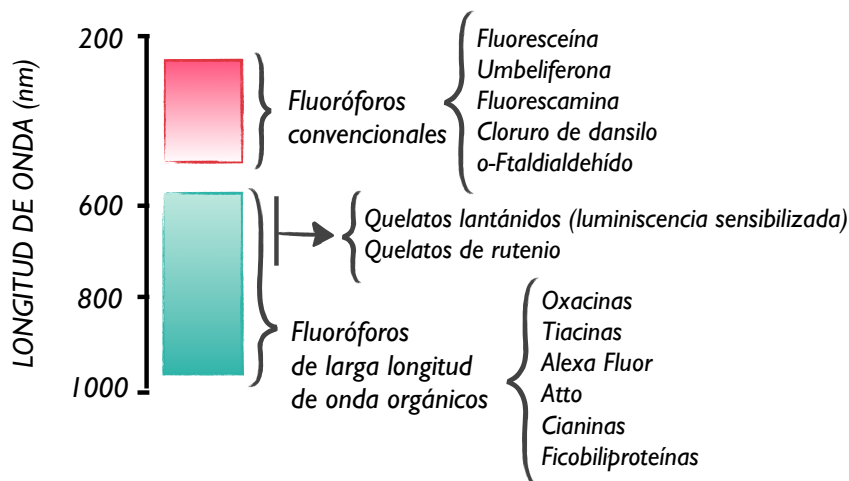 LONGITUD DE ONDA (nm)
200
600
800
1000
Fluoróforos
convencionales
Fluoresceína
Umbeliferona
Fluorescamina
Cloruro de dansilo
o-Ftaldialdehído
Quelatos lantánidos (luminiscencia sensibilizada)
Quelatos de rutenio
Fluoróforos
de larga longitud
de onda orgánicos
Oxacinas
Tiacinas
Alexa Fluor
Atto
Cianinas
Ficobiliproteínas